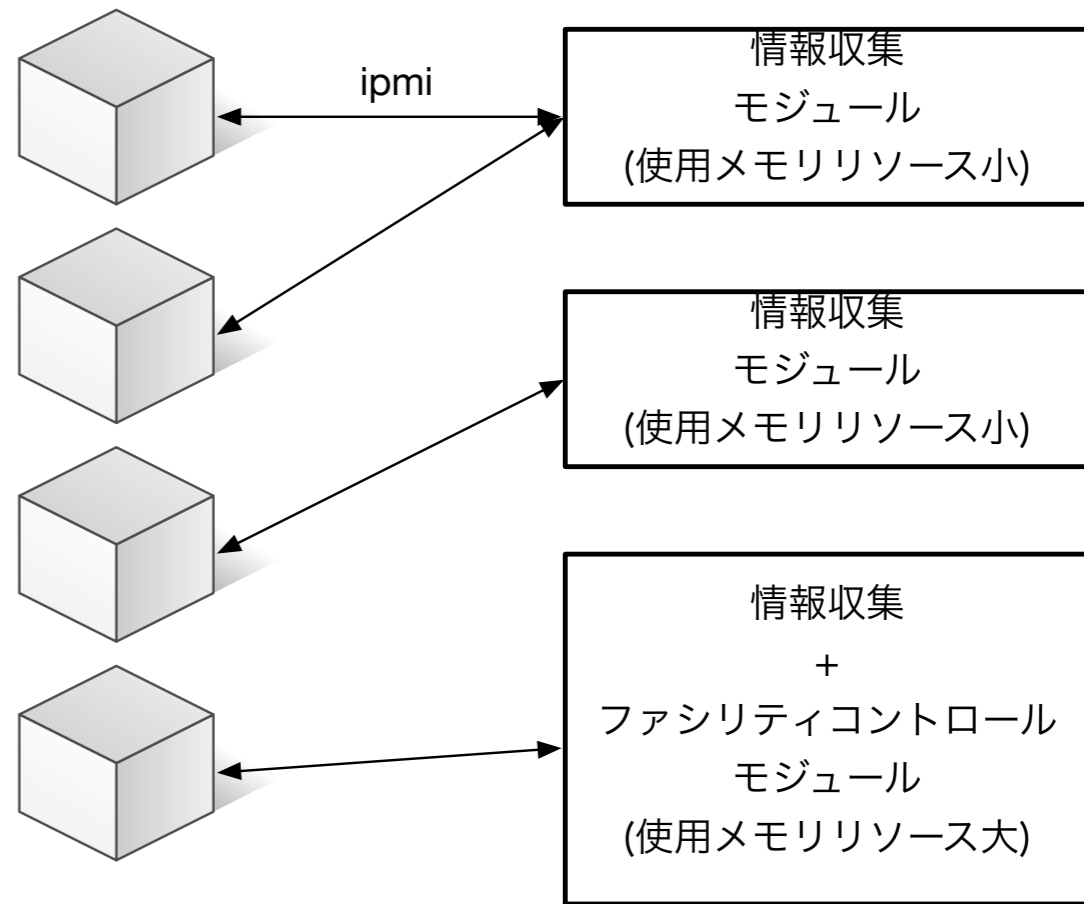 ipmi
情報収集
モジュール
(使用メモリリソース小)
情報収集
モジュール
(使用メモリリソース小)
情報収集
+
ファシリティコントロール
モジュール
(使用メモリリソース大)